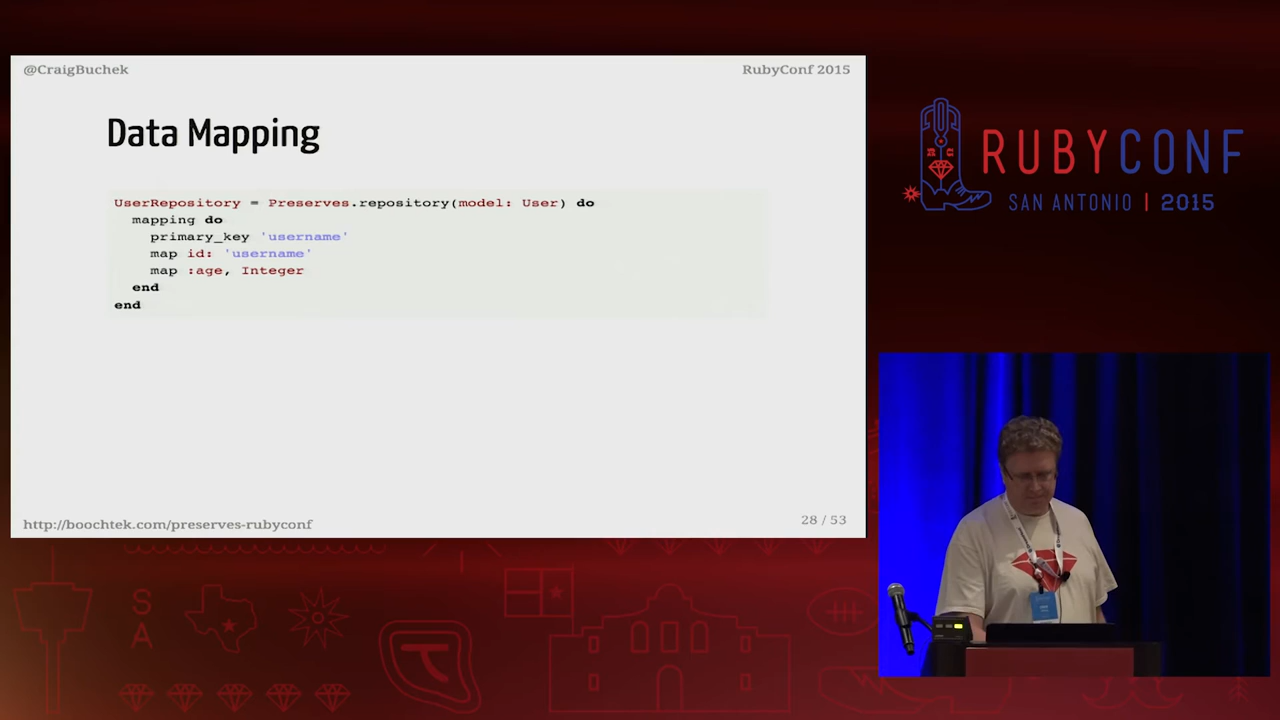 @CraigBuchek
RubyConf 2015
Data Mapping
UserRepository = Preserves.repository(model: User) do
  mapping do
    primary_key 'username'
    map id: 'username'
    map :age, Integer
  end
end
http://boochtek.com/preserves-rubyconf
28 / 53
RUBYCONF
SAN ANTONIO | 2015
S
A